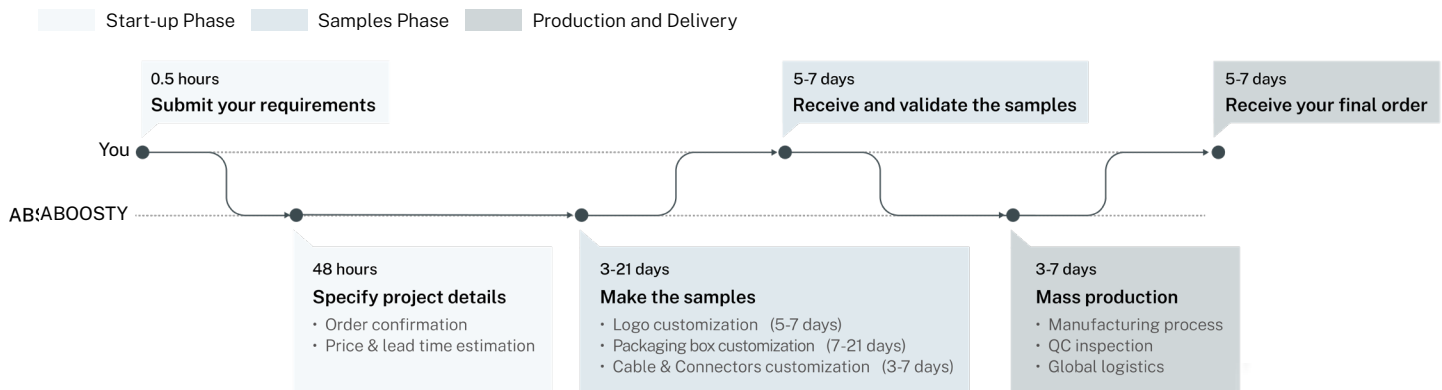 Start-up Phase
Samples Phase
Production and Delivery
0.5 hours
Submit your requirements
5-7 days
Receive and validate the samples
5-7 days
Receive your final order
You
ABOOSTY
48 hours
Specify project details
• Order confirmation
• Price & lead time estimation
3-21 days
Make the samples
• Logo customization (5-7 days)
• Packaging box customization (7-21 days)
• Cable & Connectors customization (3-7 days)
3-7 days
Mass production
• Manufacturing process
• QC inspection
• Global logistics